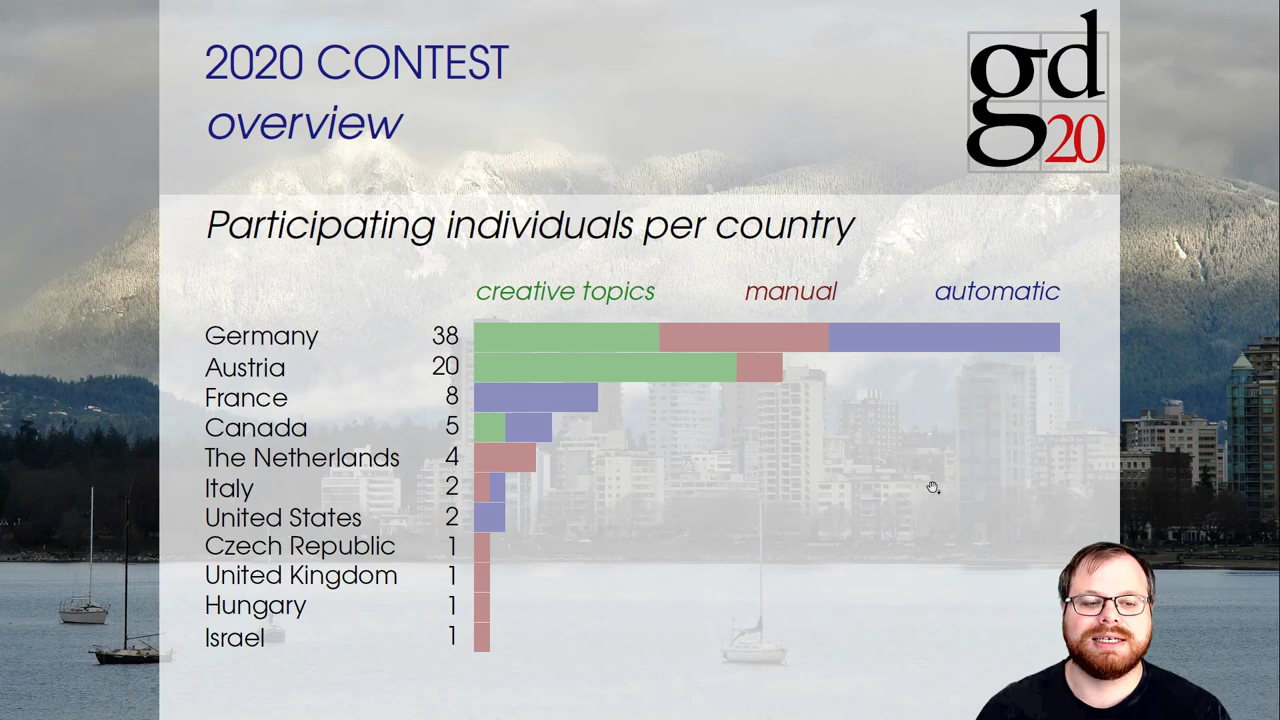 2020 CONTEST
overview
gd
20
Participating individuals per country
creative topics manual automatic
Germany 38
Austria 20
France 8
Canada 5
The Netherlands 4
Italy 2
United States 2
Czech Republic 1
United Kingdom 1
Hungary 1
Israel 1